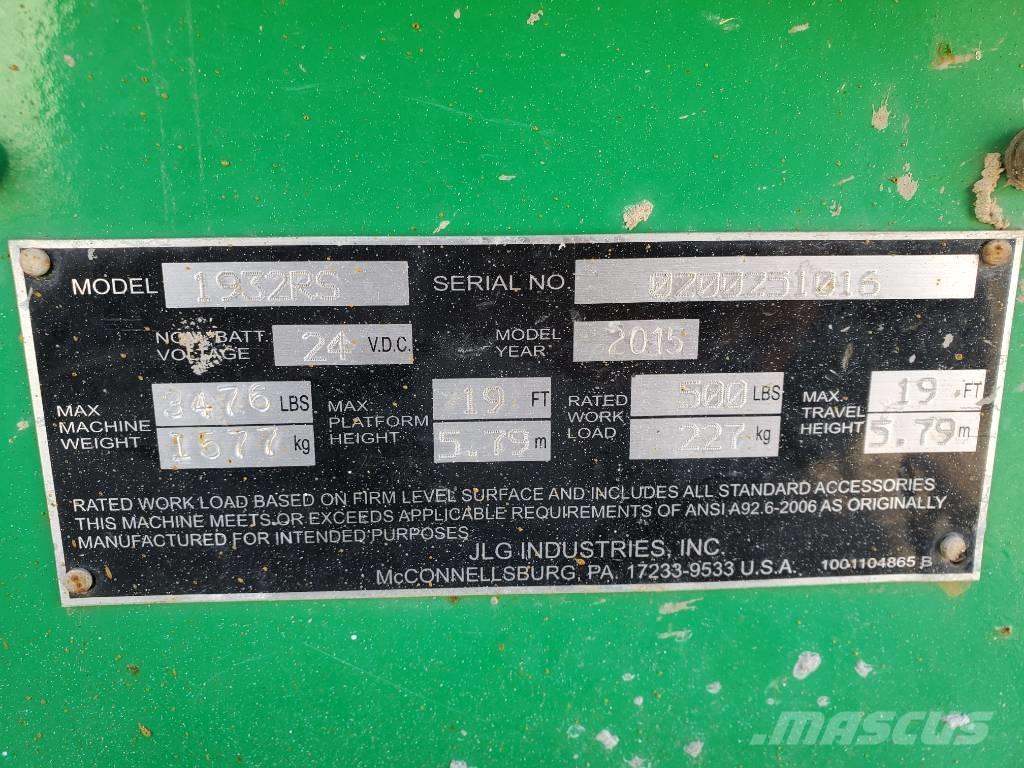 MODEL 1932RS SERIAL NO. 0200251016
NOM. BATT. VOLTAGE 24 V.D.C. MODEL YEAR 2015
MAX MACHINE WEIGHT 3476 LBS 1577 kg
MAX PLATFORM HEIGHT 19 FT 5.79 m
RATED WORK LOAD 500 LBS 227 kg
MAX TRAVEL HEIGHT 19 FT 5.79 m
RATED WORK LOAD BASED ON FIRM LEVEL SURFACE AND INCLUDES ALL STANDARD ACCESSORIES
THIS MACHINE MEETS OR EXCEEDS APPLICABLE REQUIREMENTS OF ANSI A92.6-2006 AS ORIGINALLY
MANUFACTURED FOR INTENDED PURPOSES
JLG INDUSTRIES, INC.
McCONNELLSBURG, PA. 17233-9533 U.S.A. 1001104865 B
MASCUS